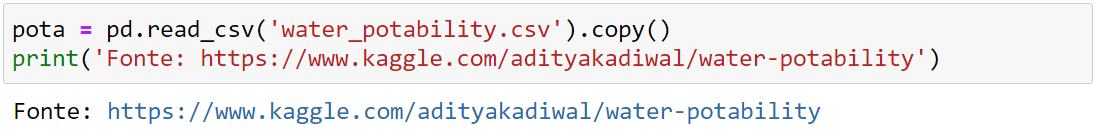 pota = pd.read_csv('water_potability.csv').copy()
print('Fonte: https://www.kaggle.com/adityakadiwal/water-potability')
Fonte: https://www.kaggle.com/adityakadiwal/water-potability